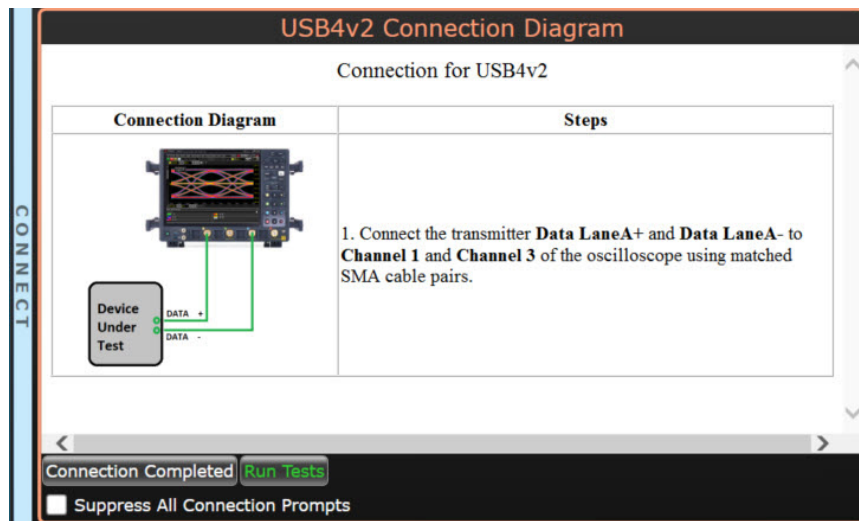 USB4v2 Connection Diagram
Connection for USB4v2
Connection Diagram
Steps
1. Connect the transmitter Data LaneA+ and Data LaneA- to
Channel 1 and Channel 3 of the oscilloscope using matched
SMA cable pairs.
Device
Under
Test
DATA +
DATA -
CONNECT
Connection Completed
Run Tests
Suppress All Connection Prompts